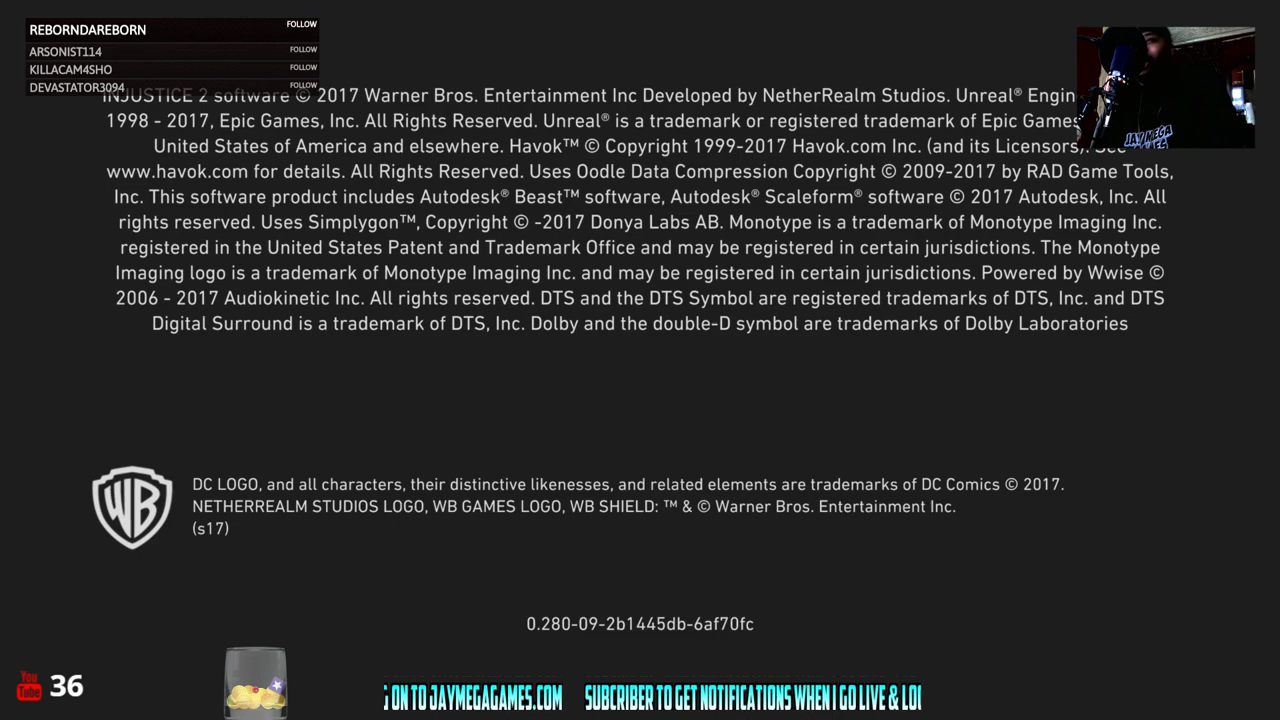 REBORNDAREBORN FOLLOW
ARSONIST114 FOLLOW
KILLACAM4SHO FOLLOW
DEVASTATOR3094 FOLLOW
INJUSTICE 2 software © 2017 Warner Bros. Entertainment Inc Developed by NetherRealm Studios. Unreal® Engin
1998 - 2017, Epic Games, Inc. All Rights Reserved. Unreal® is a trademark or registered trademark of Epic Games
United States of America and elsewhere. Havok™ © Copyright 1999-2017 Havok.com Inc. (and its Licensors). See
www.havok.com for details. All Rights Reserved. Uses Oodle Data Compression Copyright © 2009-2017 by RAD Game Tools,
Inc. This software product includes Autodesk® Beast™ software, Autodesk® Scaleform® software © 2017 Autodesk, Inc. All
rights reserved. Uses Simplygon™, Copyright © -2017 Donya Labs AB. Monotype is a trademark of Monotype Imaging Inc.
registered in the United States Patent and Trademark Office and may be registered in certain jurisdictions. The Monotype
Imaging logo is a trademark of Monotype Imaging Inc. and may be registered in certain jurisdictions. Powered by Wwise ©
2006 - 2017 Audiokinetic Inc. All rights reserved. DTS and the DTS Symbol are registered trademarks of DTS, Inc. and DTS
Digital Surround is a trademark of DTS, Inc. Dolby and the double-D symbol are trademarks of Dolby Laboratories
JAY MEGA
WB
DC LOGO, and all characters, their distinctive likenesses, and related elements are trademarks of DC Comics © 2017.
NETHERREALM STUDIOS LOGO, WB GAMES LOGO, WB SHIELD: ™ & © Warner Bros. Entertainment Inc.
(s17)
0.280-09-2b1445db-6af70fc
You Tube 36
G ON TO JAYMEGAGAMES.COM SUBCRIBER TO GET NOTIFICATIONS WHEN I GO LIVE & LO